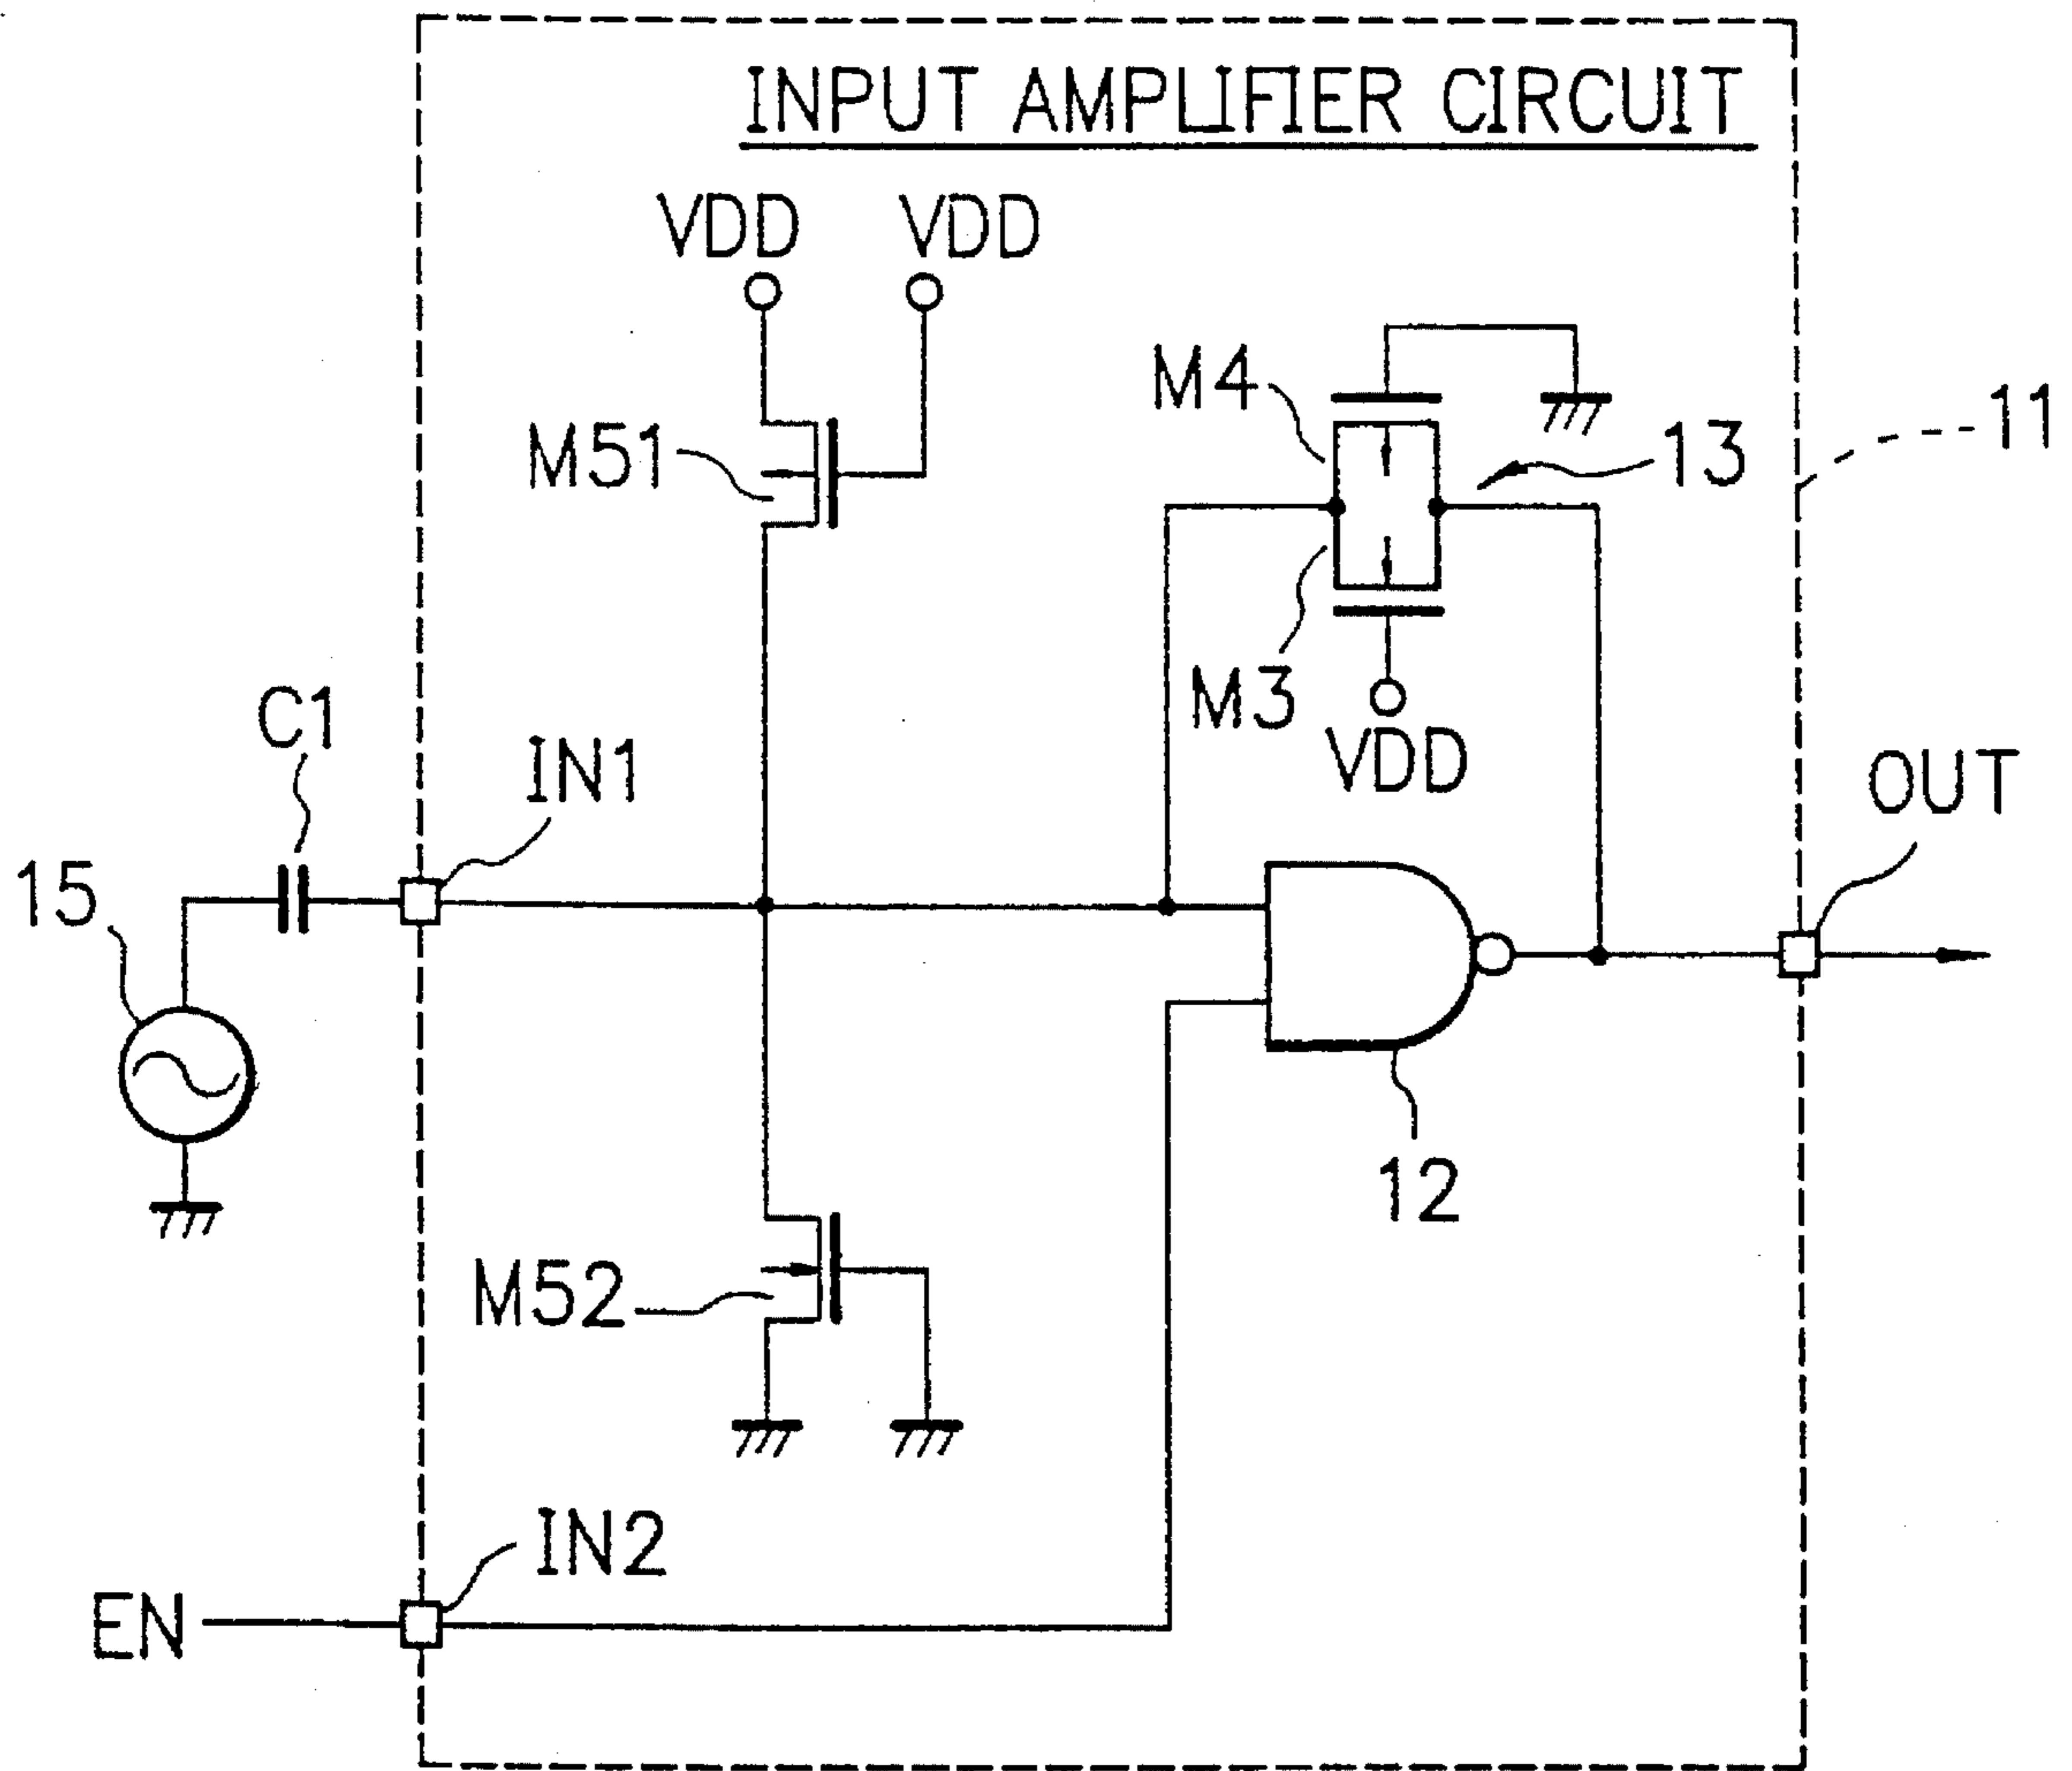 INPUT AMPLIFIER CIRCUIT
VDD VDD
M4
11
M51
13
M3
C1
IN1
VDD
OUT
15
12
M52
IN2
EN